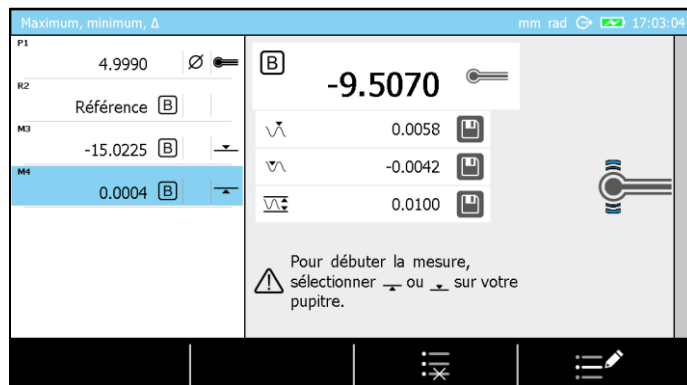 Maximum, minimum, Δ mm rad 17:03:04
P1
4.9990 Ø
R2
Référence B
M3
-15.0225 B
M4
0.0004 B
B
-9.5070
0.0058
-0.0042
0.0100
Pour débuter la mesure,
sélectionner ou sur votre
pupitre.